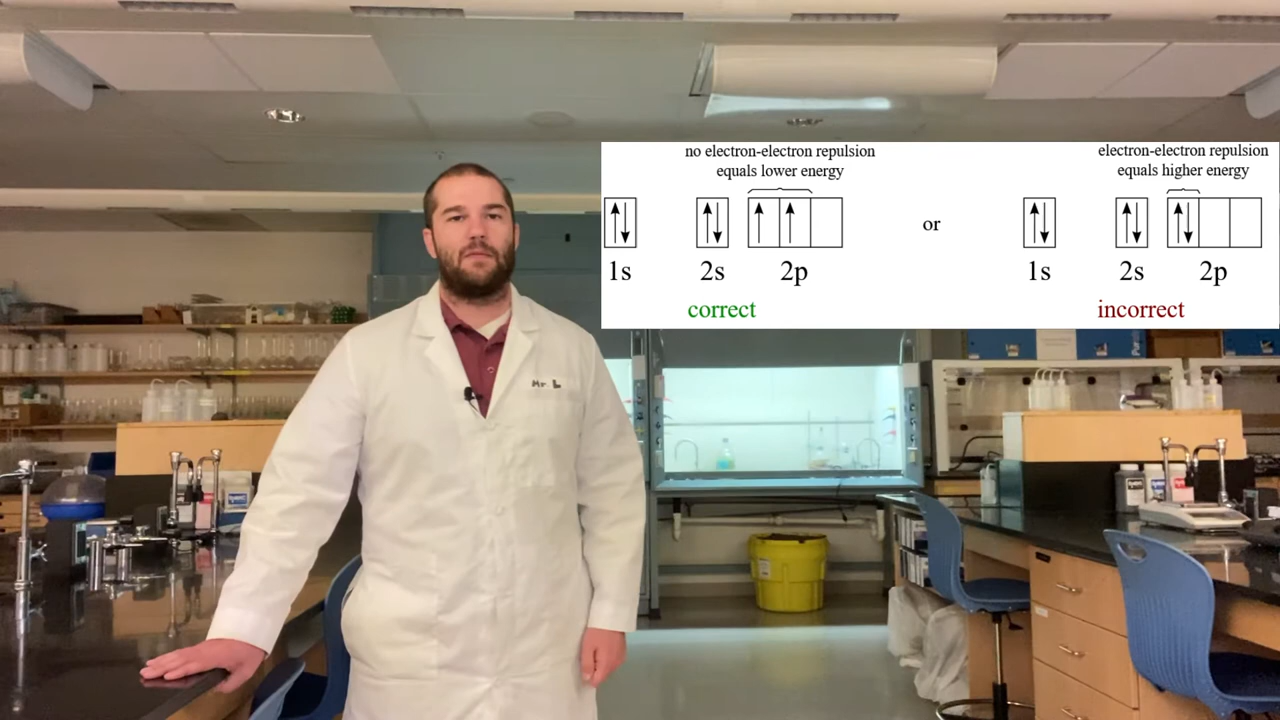 no electron-electron repulsion
equals lower energy
1s
2s
2p
correct
or
electron-electron repulsion
equals higher energy
1s
2s
2p
incorrect
Mr. L